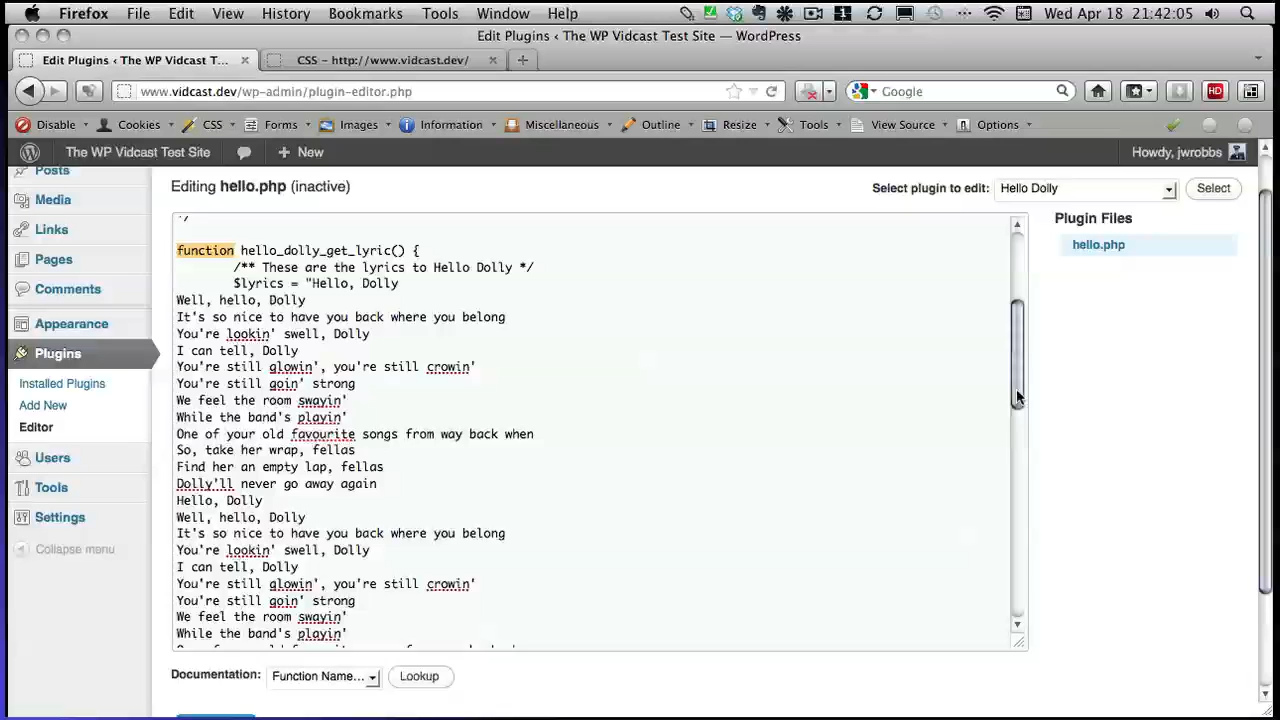 Firefox File Edit View History Bookmarks Tools Window Help Wed Apr 18 21:42:05
Edit Plugins ‹ The WP Vidcast Test Site — WordPress
Edit Plugins ‹ The WP Vidcast T... CSS - http://www.vidcast.dev/
www.vidcast.dev/wp-admin/plugin-editor.php Google HD
Disable Cookies CSS Forms Images Information Miscellaneous Outline Resize Tools View Source Options
The WP Vidcast Test Site New Howdy, jwrobbs
Posts
Media
Links
Pages
Comments
Appearance
Plugins
Installed Plugins
Add New
Editor
Users
Tools
Settings
Collapse menu
Editing hello.php (inactive)
Select plugin to edit: Hello Dolly Select
Plugin Files
hello.php
*/
function hello_dolly_get_lyric() {
/** These are the lyrics to Hello Dolly */
$lyrics = "Hello, Dolly
Well, hello, Dolly
It's so nice to have you back where you belong
You're lookin' swell, Dolly
I can tell, Dolly
You're still glowin', you're still crowin'
You're still goin' strong
We feel the room swayin'
While the band's playin'
One of your old favourite songs from way back when
So, take her wrap, fellas
Find her an empty lap, fellas
Dolly'll never go away again
Hello, Dolly
Well, hello, Dolly
It's so nice to have you back where you belong
You're lookin' swell, Dolly
I can tell, Dolly
You're still glowin', you're still crowin'
You're still goin' strong
We feel the room swayin'
While the band's playin'
Documentation: Function Name... Lookup